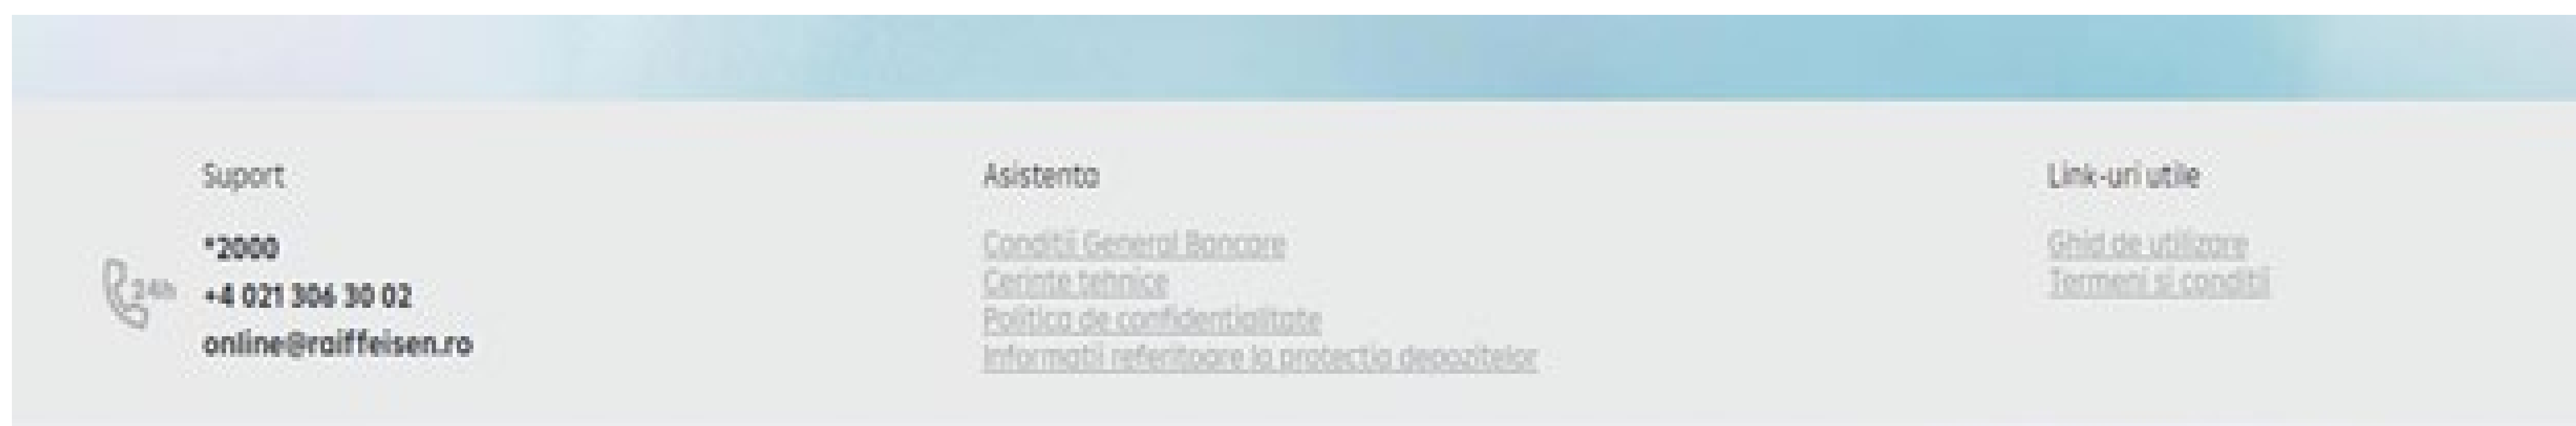 Suport
*2000
24h
+4 021 306 30 02
online@raiffeisen.ro
Asistenta
Conditii General Bancare
Cerinte tehnice
Politica de confidentialitate
Informatii referitoare la protectia depozitelor
Link-uri utile
Ghid de utilizare
Termeni si conditii